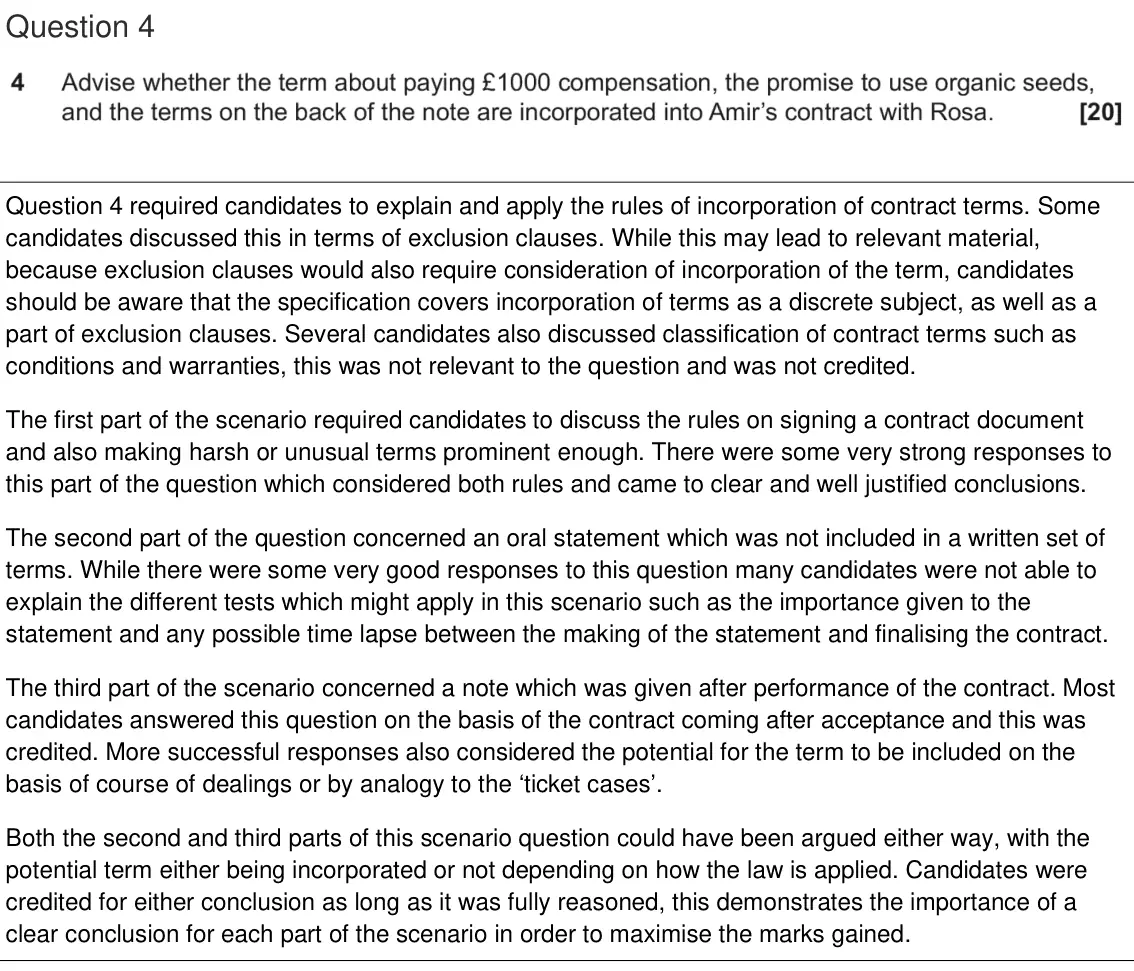 Question 4
4 Advise whether the term about paying £1000 compensation, the promise to use organic seeds,
and the terms on the back of the note are incorporated into Amir’s contract with Rosa. [20]
Question 4 required candidates to explain and apply the rules of incorporation of contract terms. Some
candidates discussed this in terms of exclusion clauses. While this may lead to relevant material,
because exclusion clauses would also require consideration of incorporation of the term, candidates
should be aware that the specification covers incorporation of terms as a discrete subject, as well as a
part of exclusion clauses. Several candidates also discussed classification of contract terms such as
conditions and warranties, this was not relevant to the question and was not credited.
The first part of the scenario required candidates to discuss the rules on signing a contract document
and also making harsh or unusual terms prominent enough. There were some very strong responses to
this part of the question which considered both rules and came to clear and well justified conclusions.
The second part of the question concerned an oral statement which was not included in a written set of
terms. While there were some very good responses to this question many candidates were not able to
explain the different tests which might apply in this scenario such as the importance given to the
statement and any possible time lapse between the making of the statement and finalising the contract.
The third part of the scenario concerned a note which was given after performance of the contract. Most
candidates answered this question on the basis of the contract coming after acceptance and this was
credited. More successful responses also considered the potential for the term to be included on the
basis of course of dealings or by analogy to the ‘ticket cases’.
Both the second and third parts of this scenario question could have been argued either way, with the
potential term either being incorporated or not depending on how the law is applied. Candidates were
credited for either conclusion as long as it was fully reasoned, this demonstrates the importance of a
clear conclusion for each part of the scenario in order to maximise the marks gained.